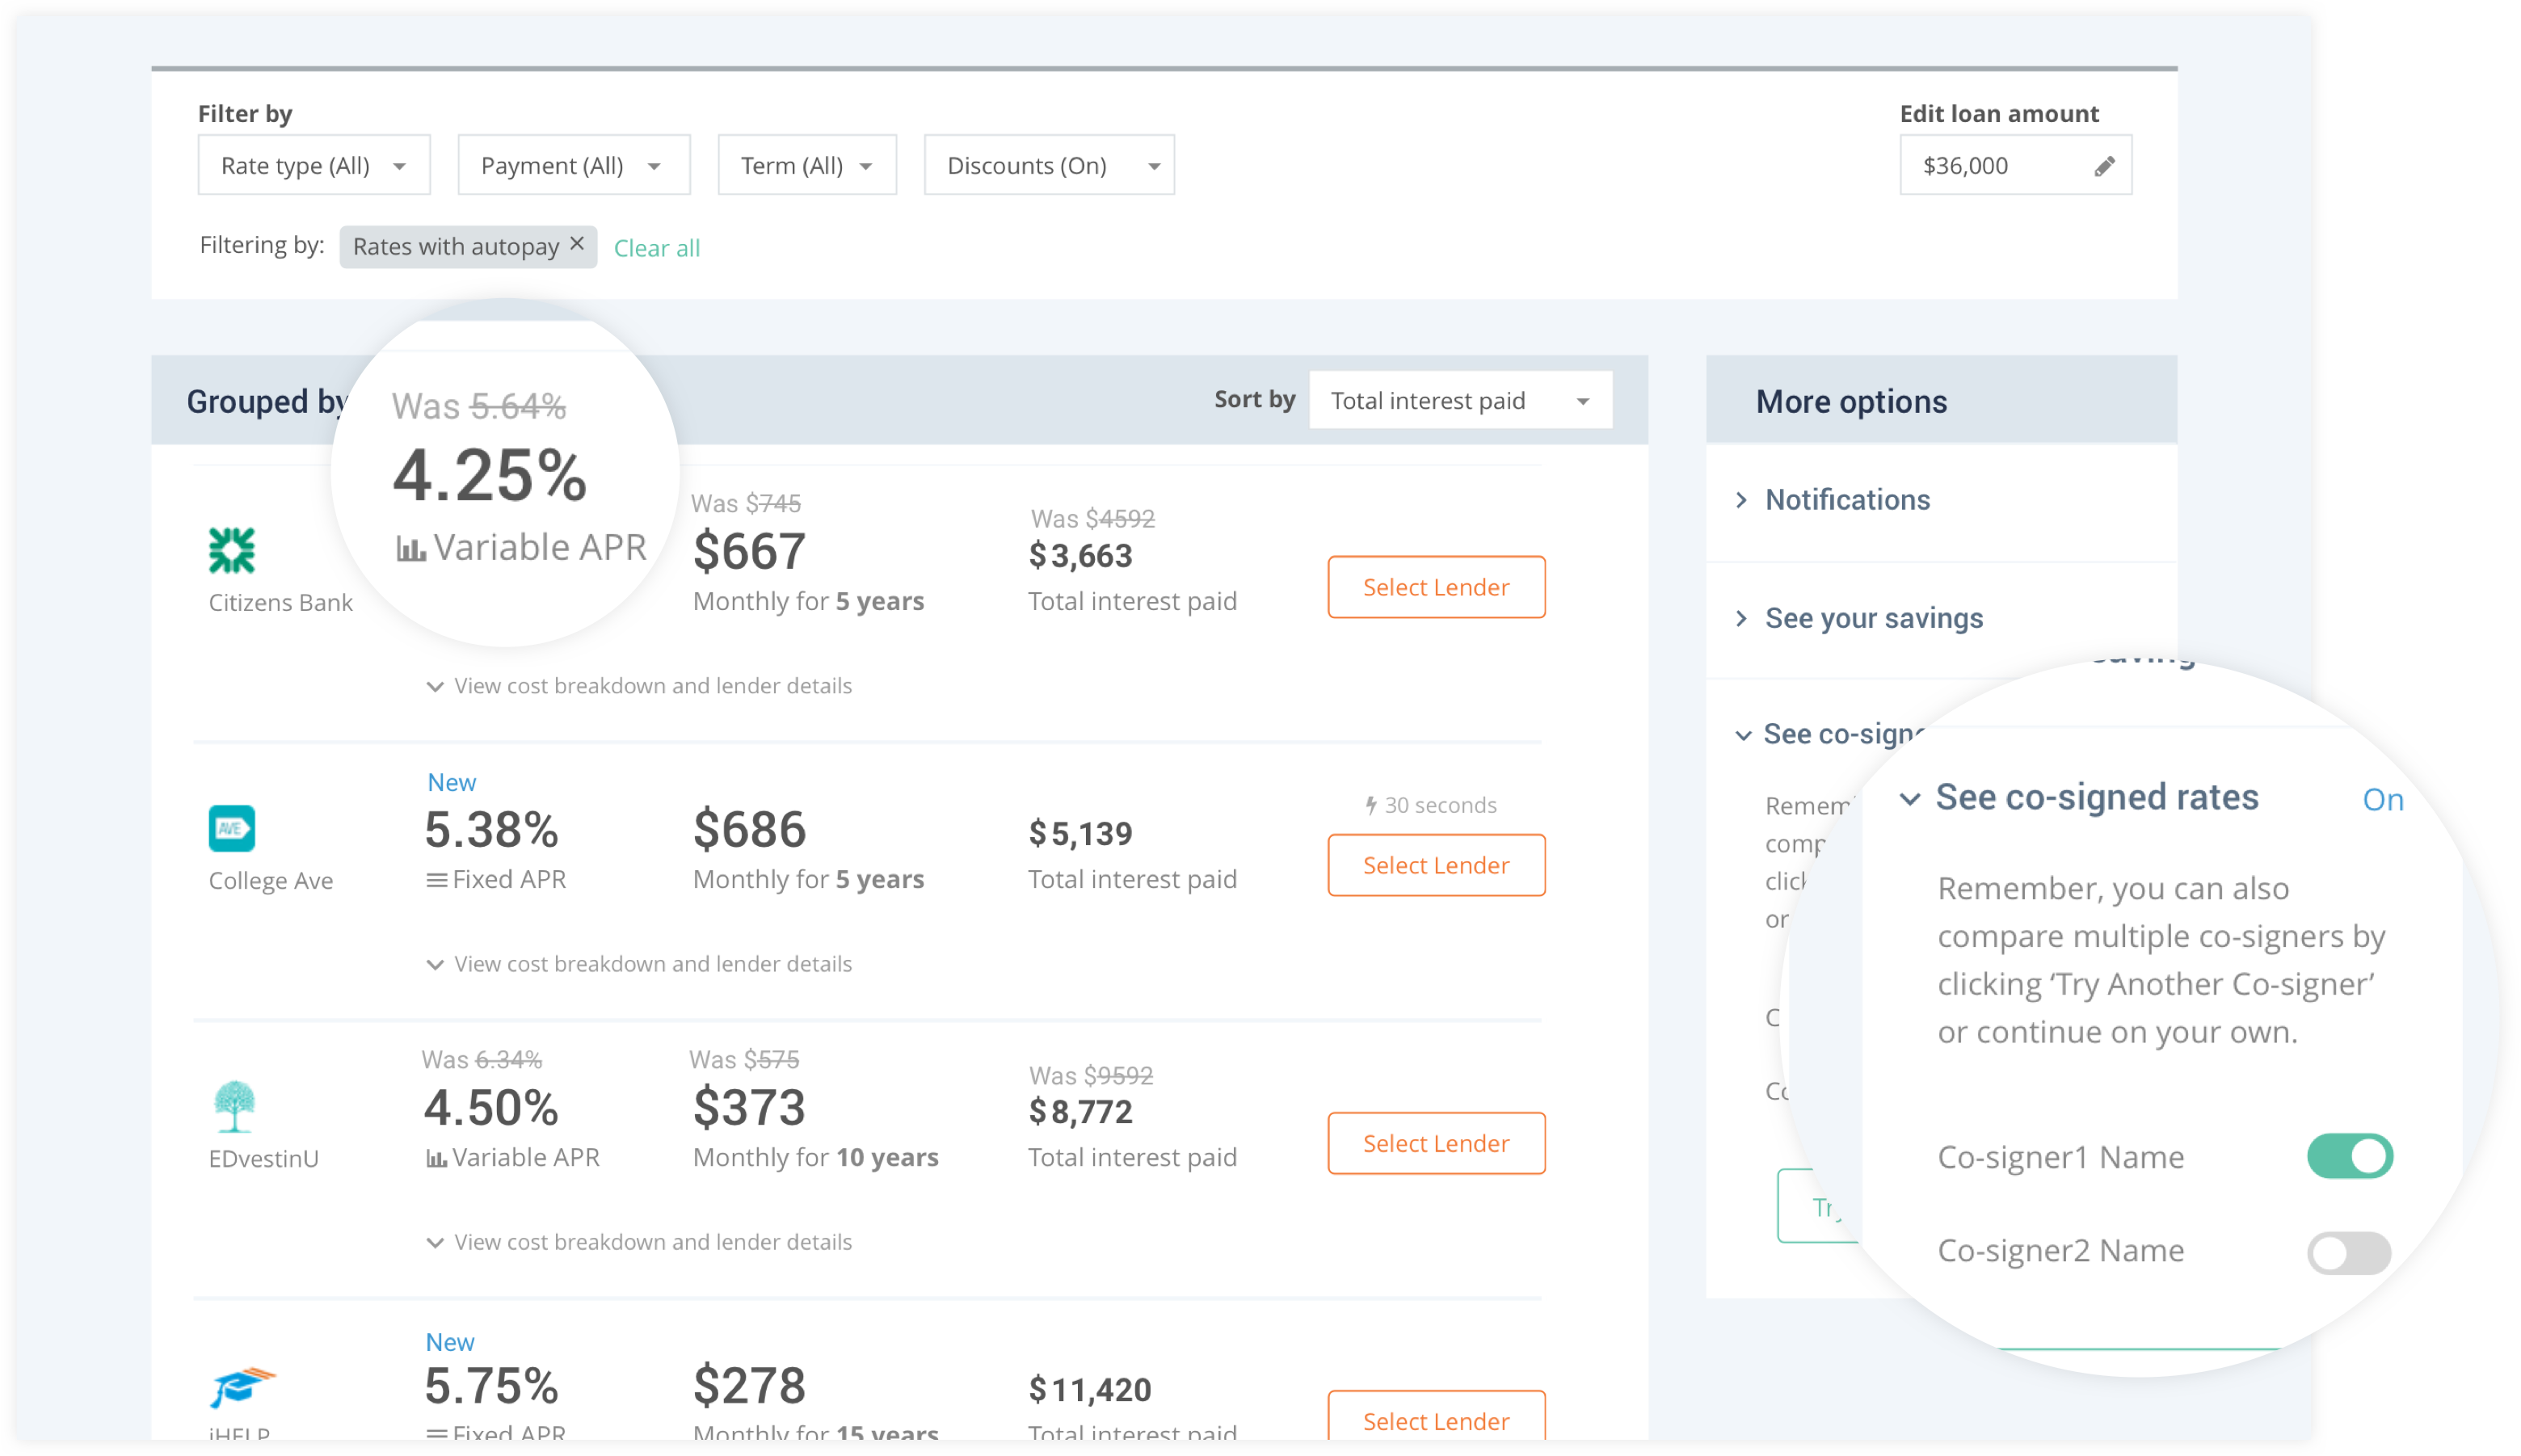 Filter by
Edit loan amount
Rate type (All)
Payment (All)
Term (All)
Discounts (On)
$36,000
Filtering by:
Rates with autopay ×
Clear all
Grouped by
Sort by
Total interest paid
Was 5.64%
4.25%
Variable APR
Citizens Bank
Was $745
$667
Monthly for 5 years
Was $4592
$3,663
Total interest paid
Select Lender
View cost breakdown and lender details
New
5.38%
Fixed APR
College Ave
AVE
$686
Monthly for 5 years
$5,139
Total interest paid
30 seconds
Select Lender
View cost breakdown and lender details
Was 6.34%
4.50%
Variable APR
EDvestinU
Was $575
$373
Monthly for 10 years
Was $9592
$8,772
Total interest paid
Select Lender
View cost breakdown and lender details
New
5.75%
Fixed APR
iHELP
$278
Monthly for 15 years
$11,420
Total interest paid
Select Lender
More options
Notifications
See your savings
See co-signed rates
On
Remember, you can also
compare multiple co-signers by
clicking ‘Try Another Co-signer’
or continue on your own.
Co-signer1 Name
Co-signer2 Name